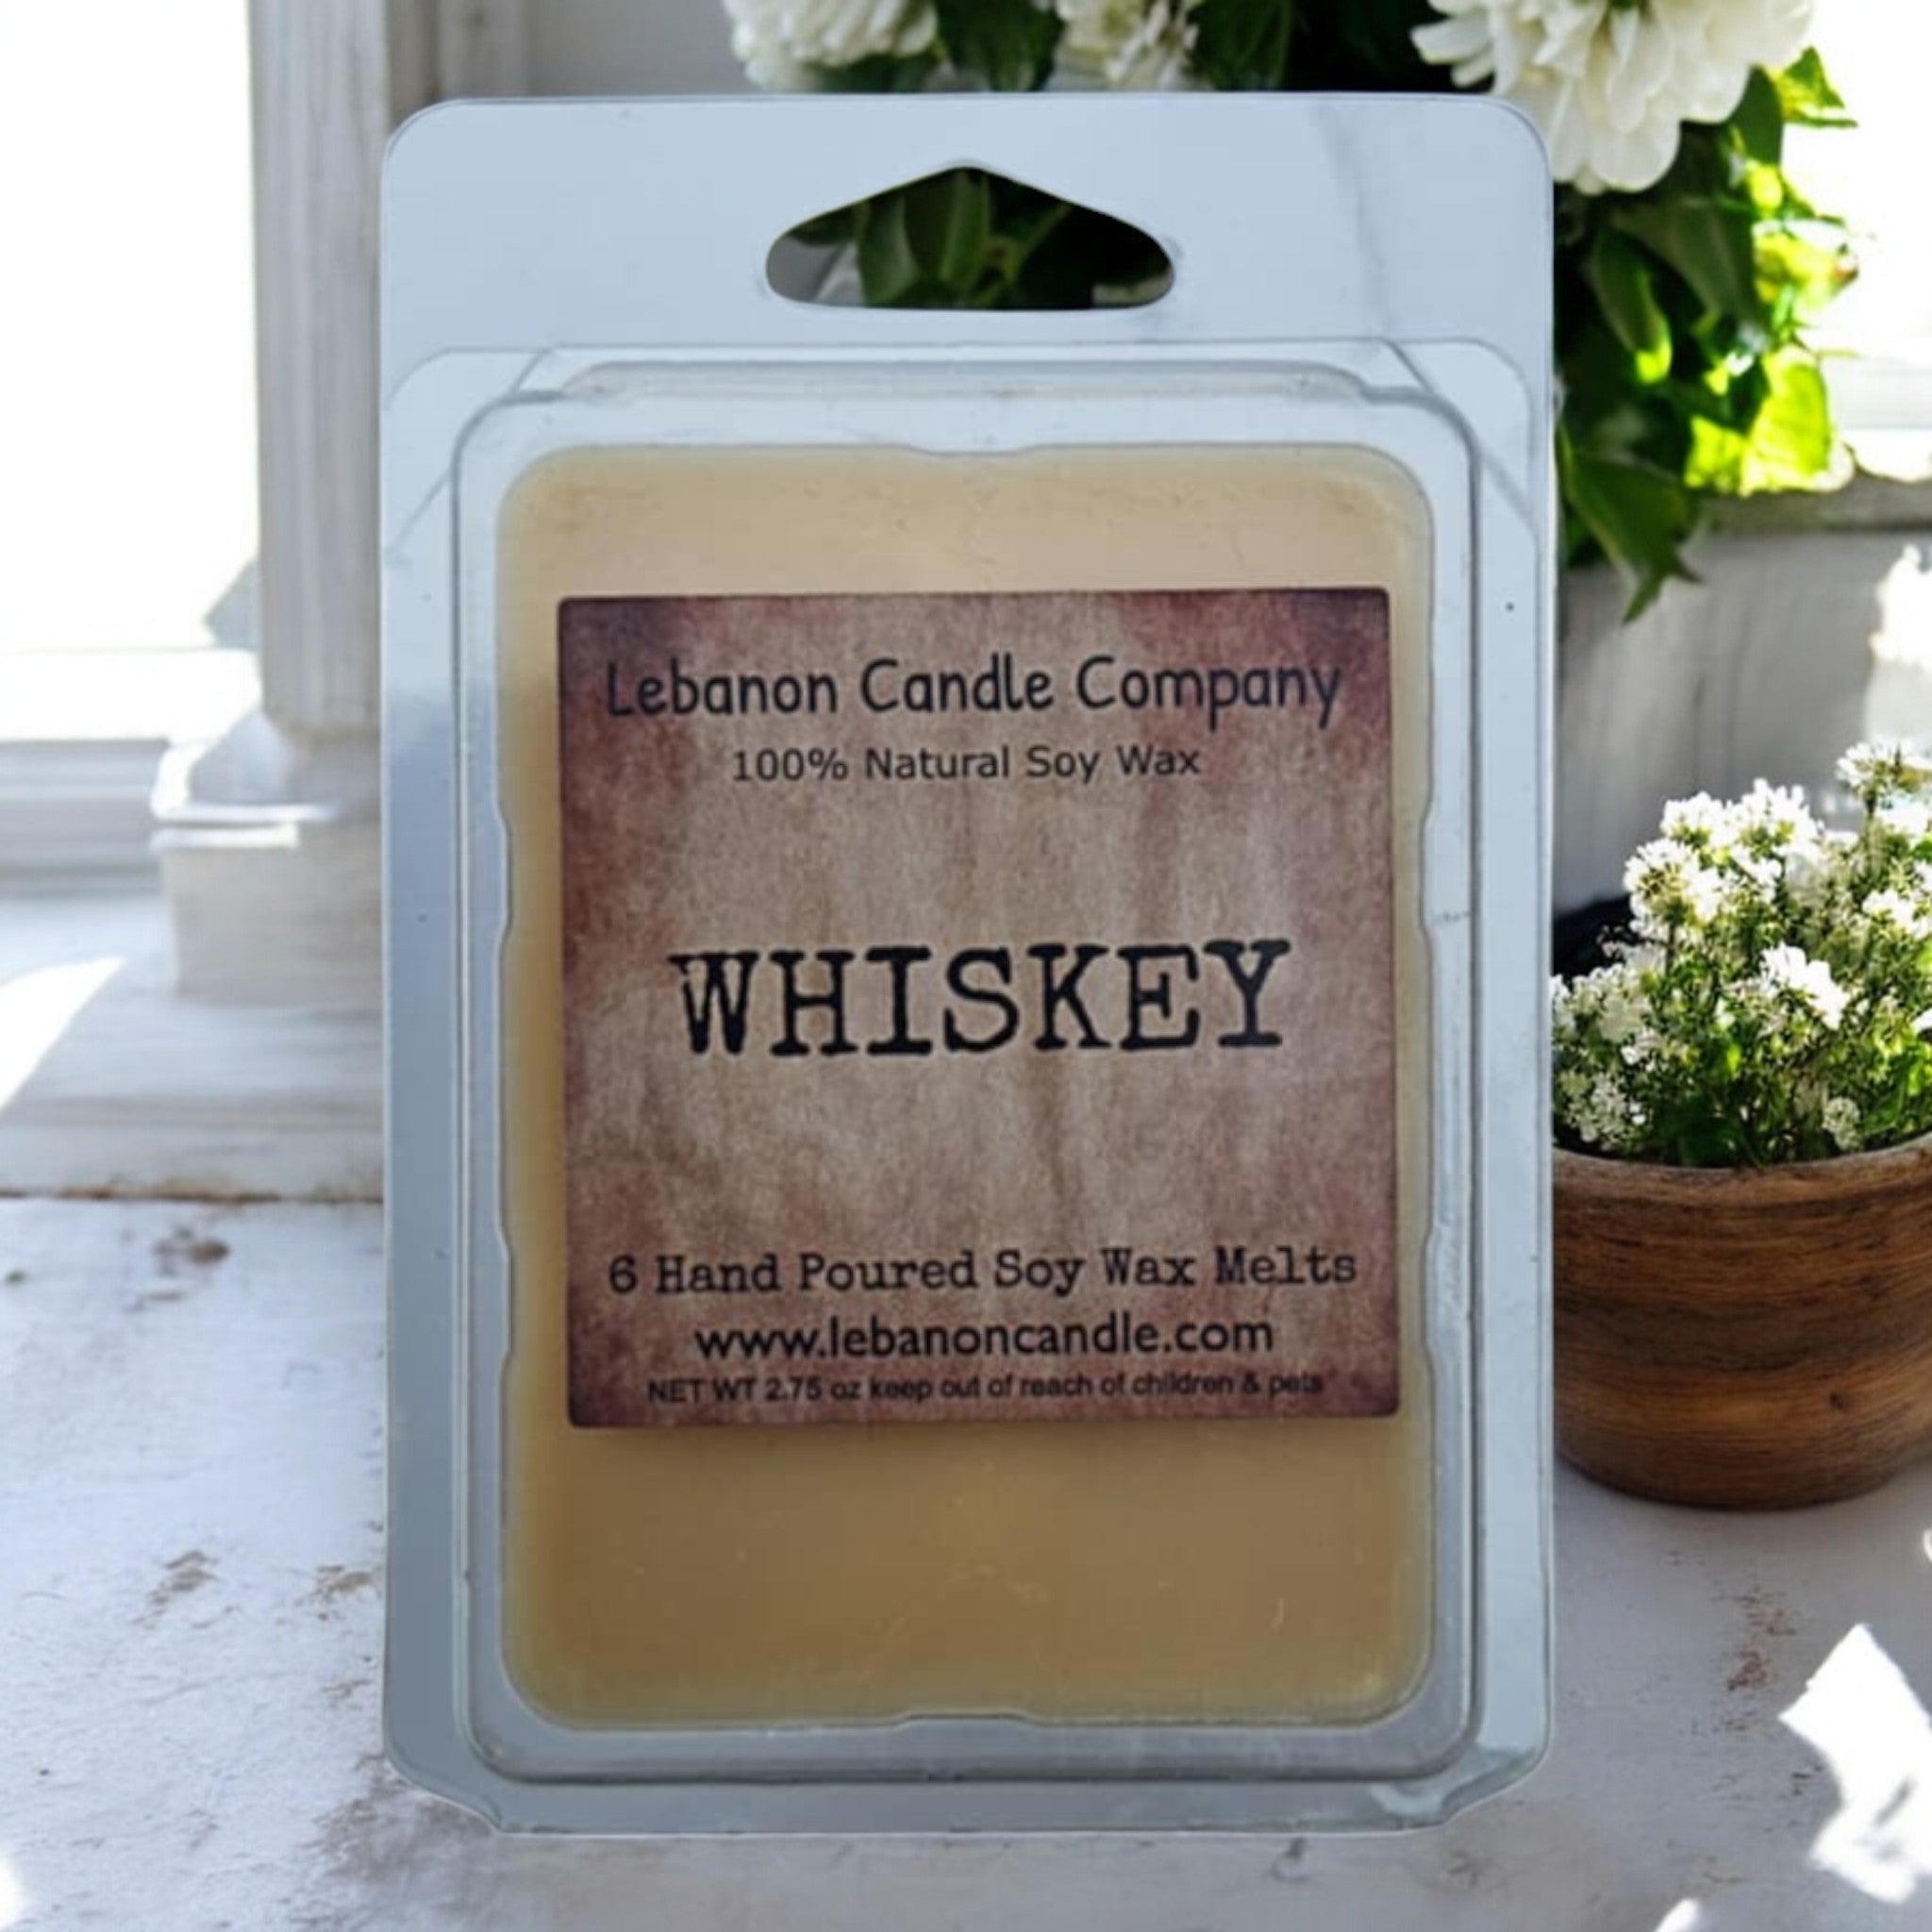 Lebanon Candle Company
100% Natural Soy Wax
WHISKEY
6 Hand Poured Soy Wax Melts
www.lebanoncandle.com
NET WT 2.75 oz keep out of reach of children & pets